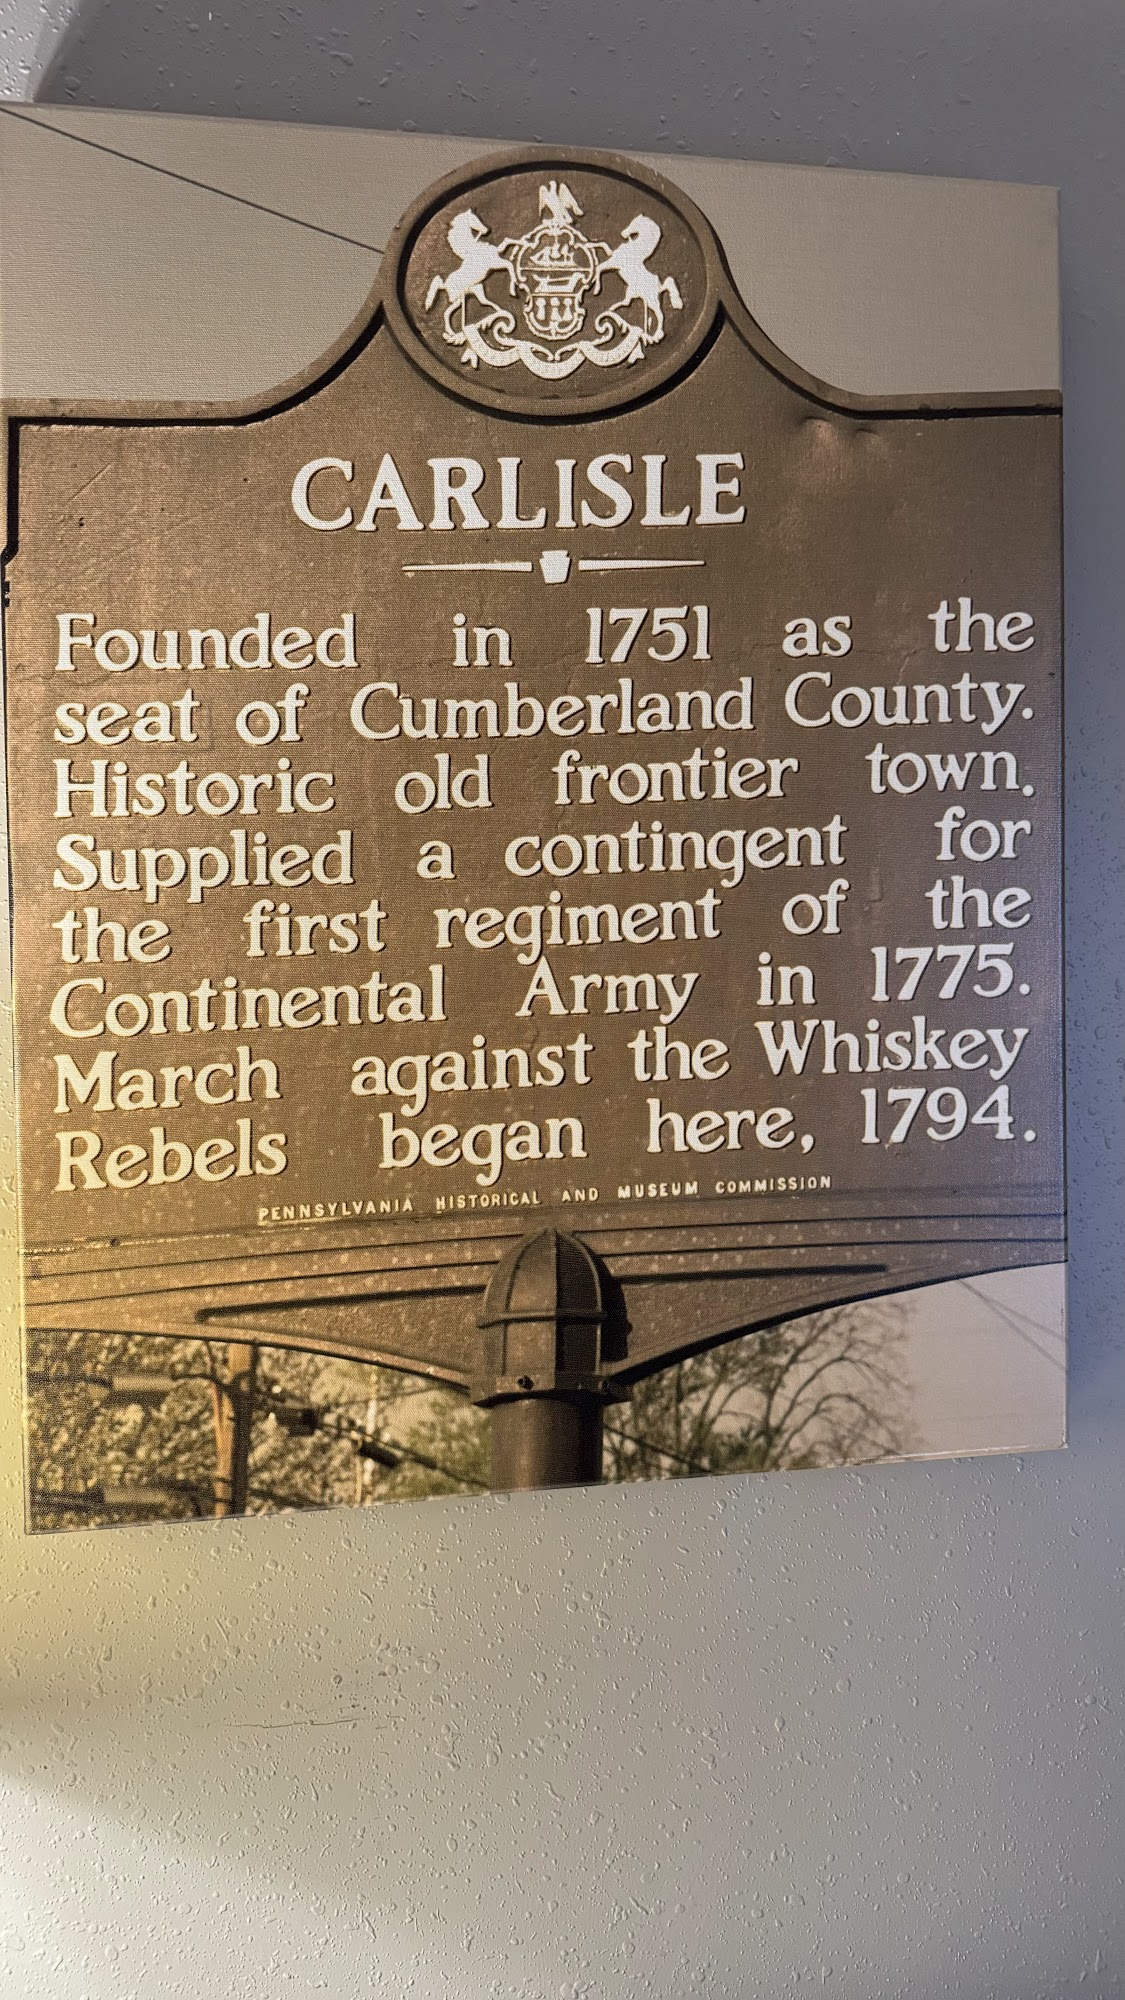 CARLISLE
Founded in 1751 as the
seat of Cumberland County.
Historic old frontier town.
Supplied a contingent for
the first regiment of the
Continental Army in 1775.
March against the Whiskey
Rebels began here, 1794.
PENNSYLVANIA HISTORICAL AND MUSEUM COMMISSION